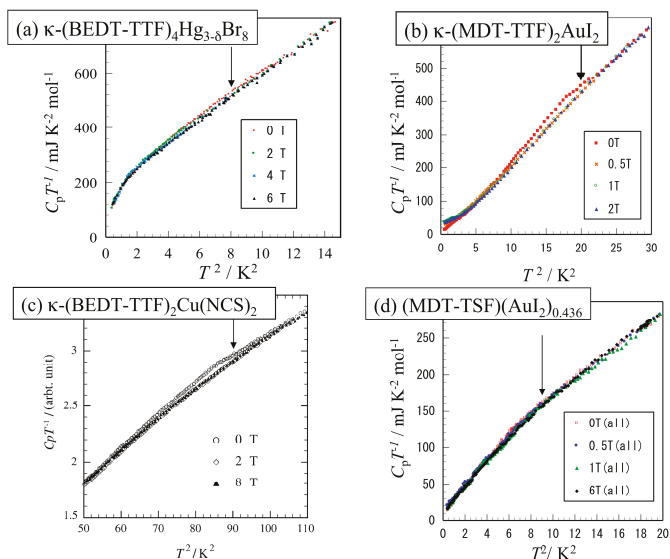 (a) κ-(BEDT-TTF)₄Hg₃₋δBr₈
CₚT⁻¹ / mJ K⁻² mol⁻¹
600
400
200
0
0 I
2 T
4 T
6 T
0 2 4 6 8 10 12 14
T² / K²
(b) κ-(MDT-TTF)₂AuI₂
CₚT⁻¹ / mJ K⁻² mol⁻¹
500
400
300
200
100
0
0T
0.5T
1T
2T
0 5 10 15 20 25 30
T² / K²
(c) κ-(BEDT-TTF)₂Cu(NCS)₂
CpT⁻¹ / (arbt. unit)
3
2.5
2
1.5
0 T
2 T
8 T
50 60 70 80 90 100 110
T² / K²
(d) (MDT-TSF)(AuI₂)₀.₄₃₆
CₚT⁻¹ / mJ K⁻² mol⁻¹
250
200
150
100
50
0
0T(all)
0.5T(all)
1T(all)
6T(all)
0 2 4 6 8 10 12 14 16 18 20
T²/ K²